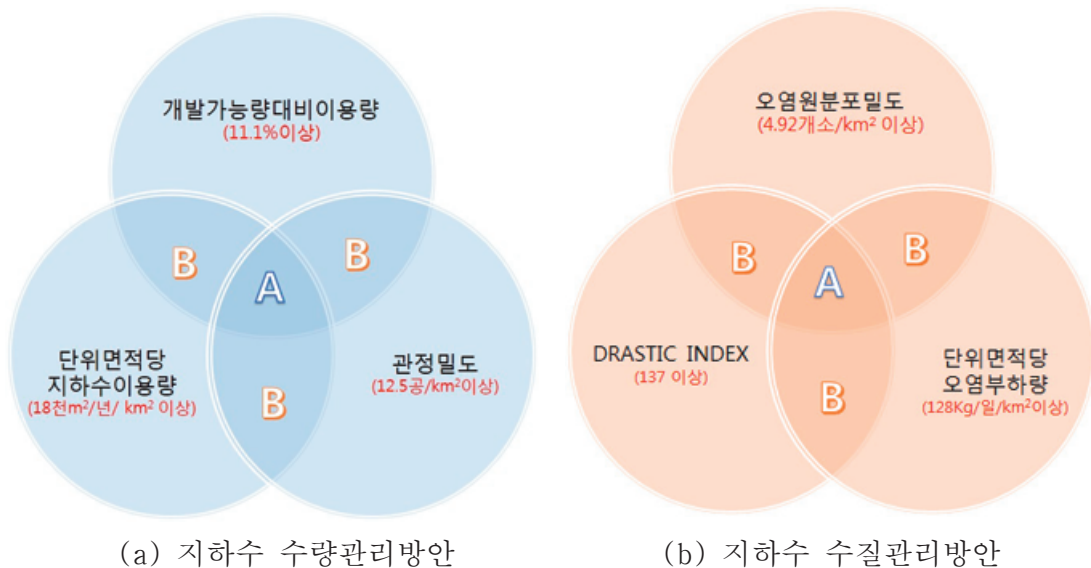 개발가능량대비이용량
(11.1%이상)
B
B
A
단위면적당
지하수이용량
(18천m²/년/ km² 이상)
관정밀도
(12.5공/km²이상)
B
(a) 지하수 수량관리방안
오염원분포밀도
(4.92개소/km² 이상)
B
B
A
DRASTIC INDEX
(137 이상)
단위면적당
오염부하량
(128Kg/일/km²이상)
B
(b) 지하수 수질관리방안